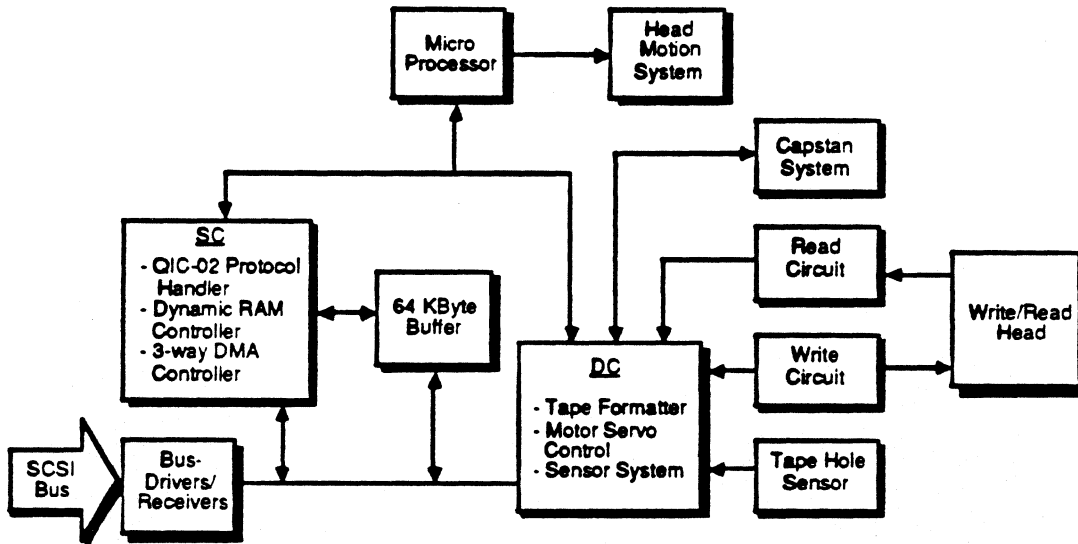 Micro
Processor
Head
Motion
System
Capstan
System
SC
- QIC-02 Protocol
Handler
- Dynamic RAM
Controller
- 3-way DMA
Controller
64 KByte
Buffer
Read
Circuit
Write/Read
Head
DC
- Tape Formatter
- Motor Servo
Control
- Sensor System
Write
Circuit
Tape Hole
Sensor
SCSI
Bus
Bus-
Drivers/
Receivers